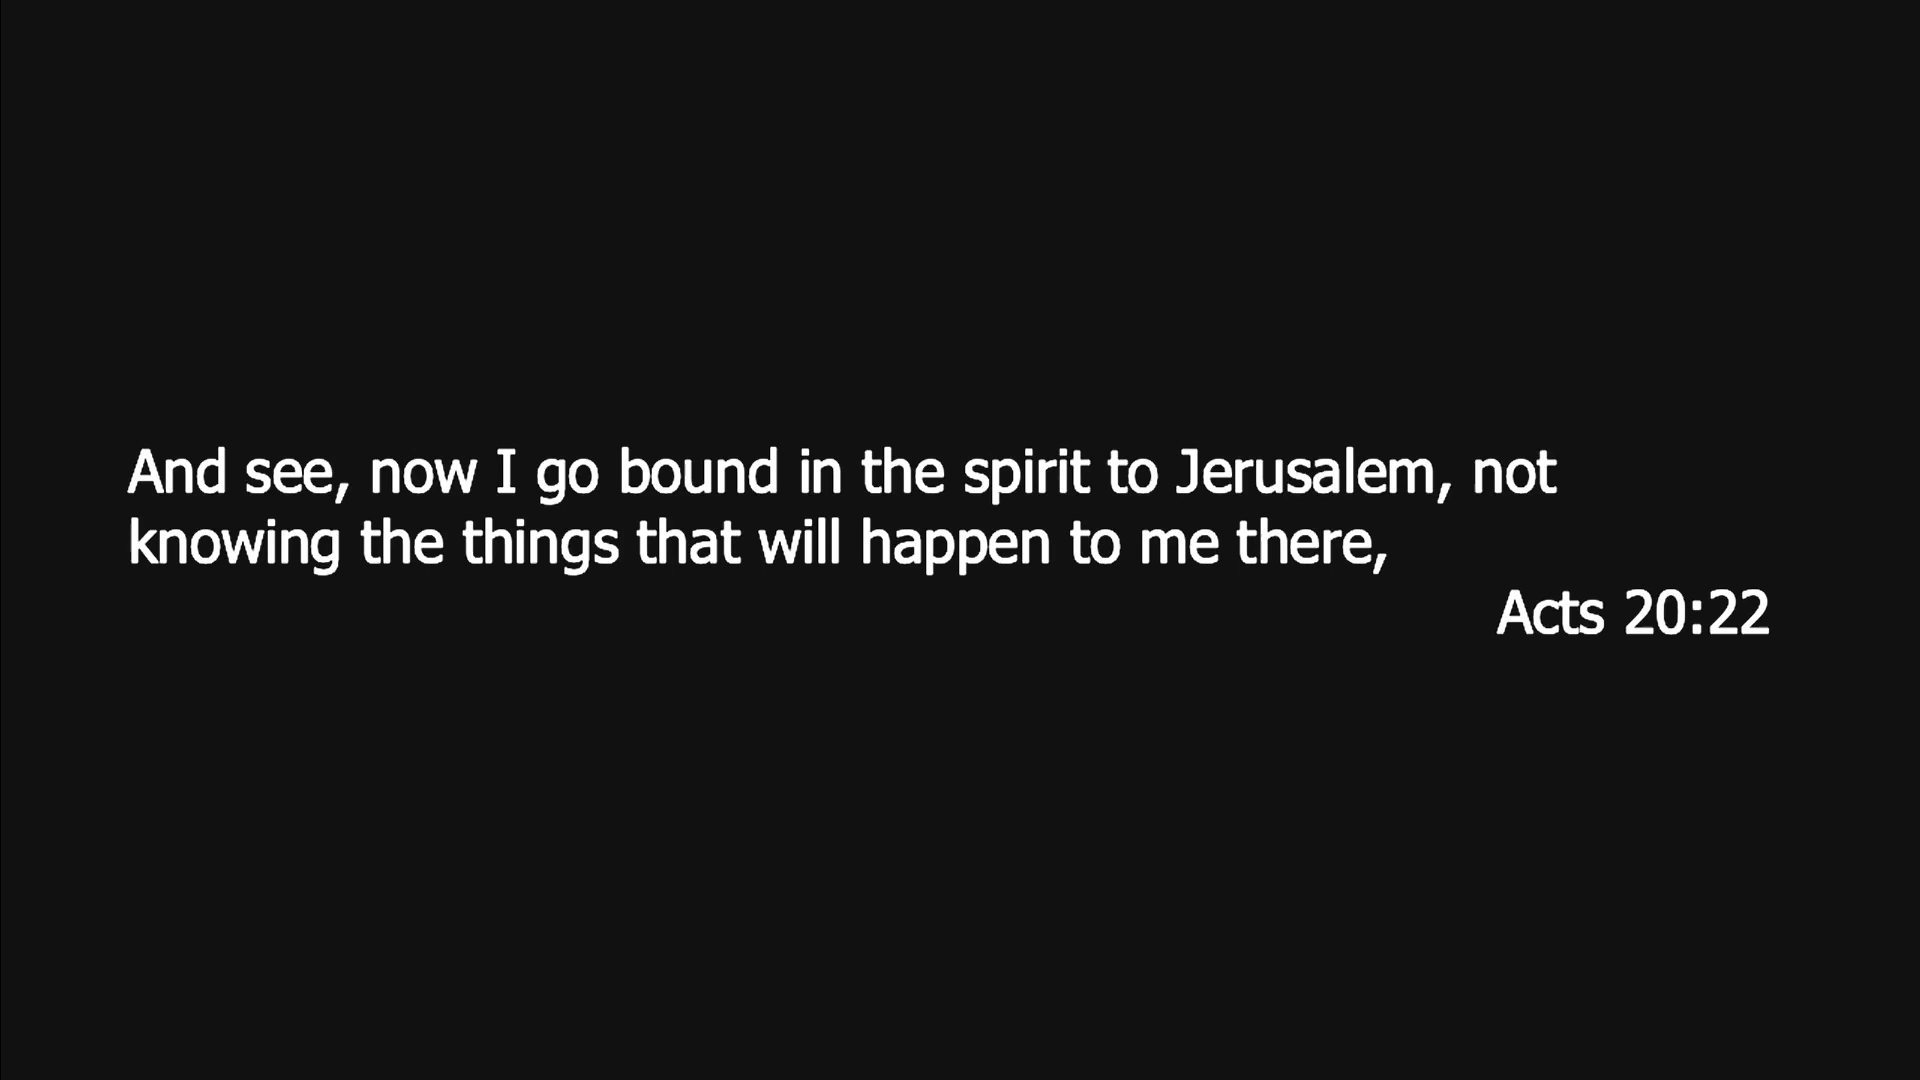 And see, now I go bound in the spirit to Jerusalem, not
knowing the things that will happen to me there,
Acts 20:22